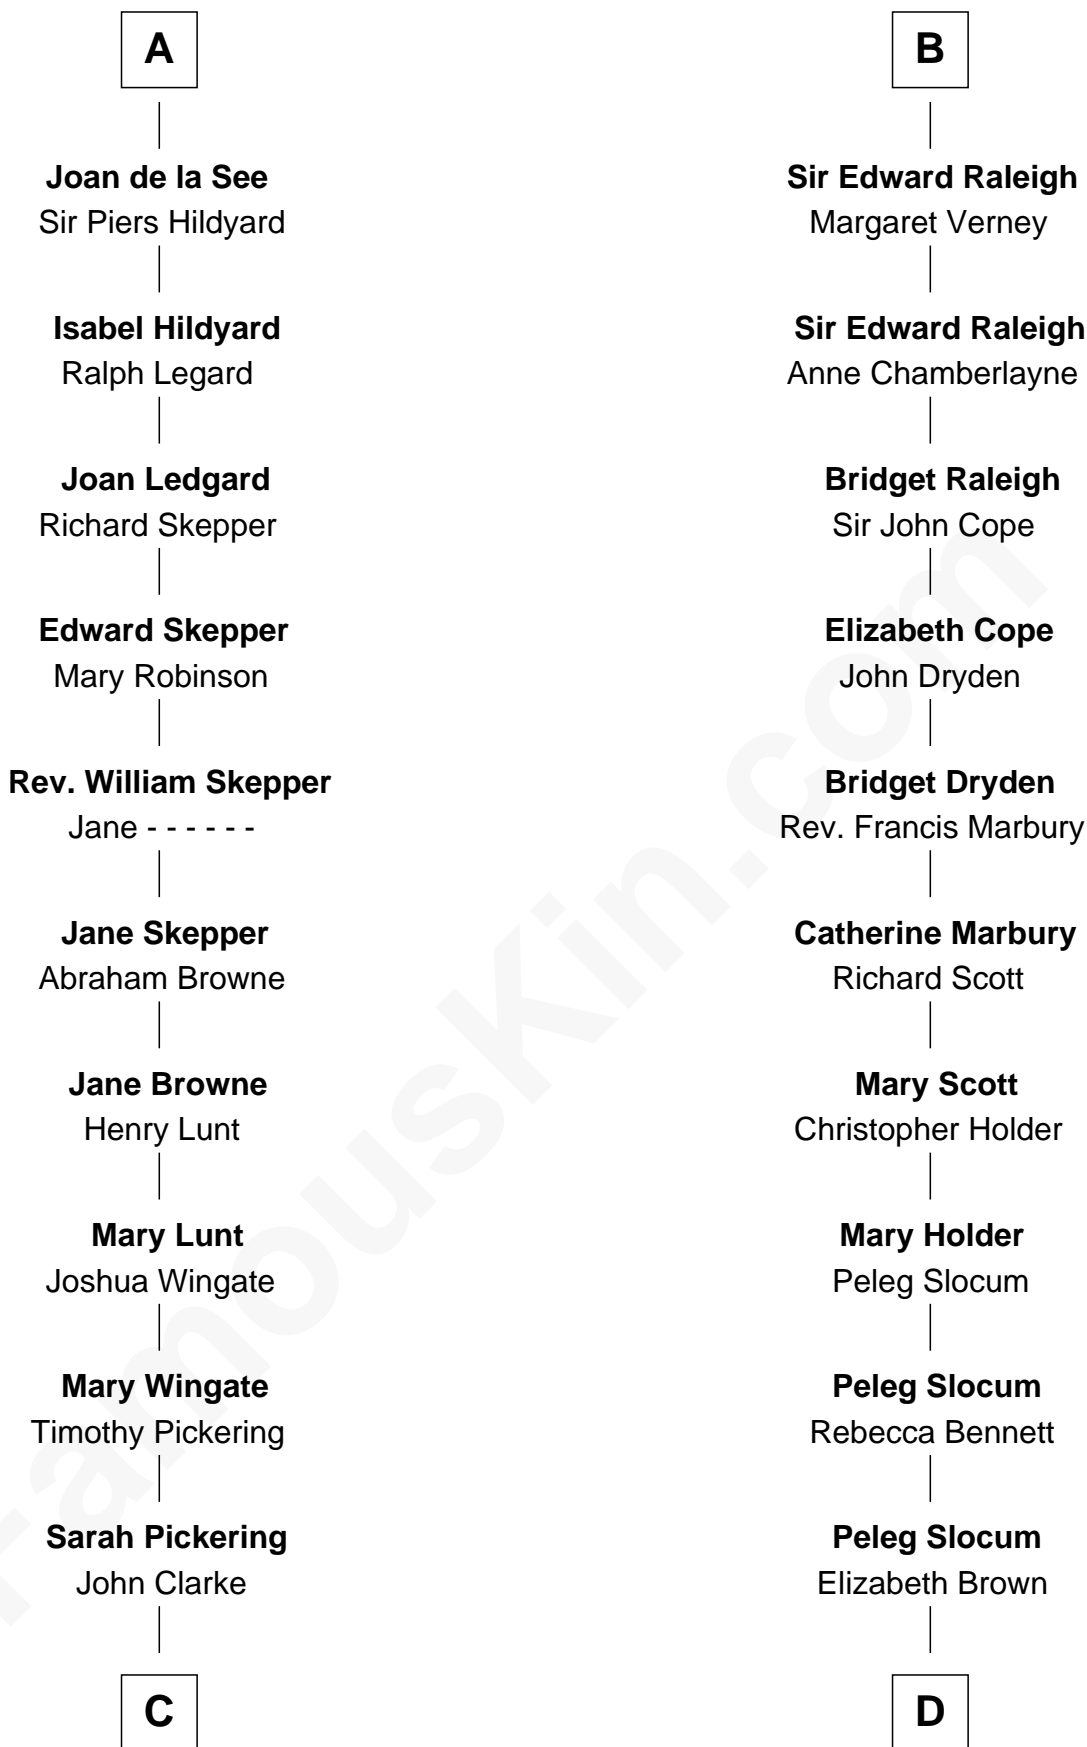 A
Joan de la See
Sir Piers Hildyard
Isabel Hildyard
Ralph Legard
Joan Ledgard
Richard Skepper
Edward Skepper
Mary Robinson
Rev. William Skepper
Jane - - - - - -
Jane Skepper
Abraham Browne
Jane Browne
Henry Lunt
Mary Lunt
Joshua Wingate
Mary Wingate
Timothy Pickering
Sarah Pickering
John Clarke
C
B
Sir Edward Raleigh
Margaret Verney
Sir Edward Raleigh
Anne Chamberlayne
Bridget Raleigh
Sir John Cope
Elizabeth Cope
John Dryden
Bridget Dryden
Rev. Francis Marbury
Catherine Marbury
Richard Scott
Mary Scott
Christopher Holder
Mary Holder
Peleg Slocum
Peleg Slocum
Rebecca Bennett
Peleg Slocum
Elizabeth Brown
D
FamousKin.com